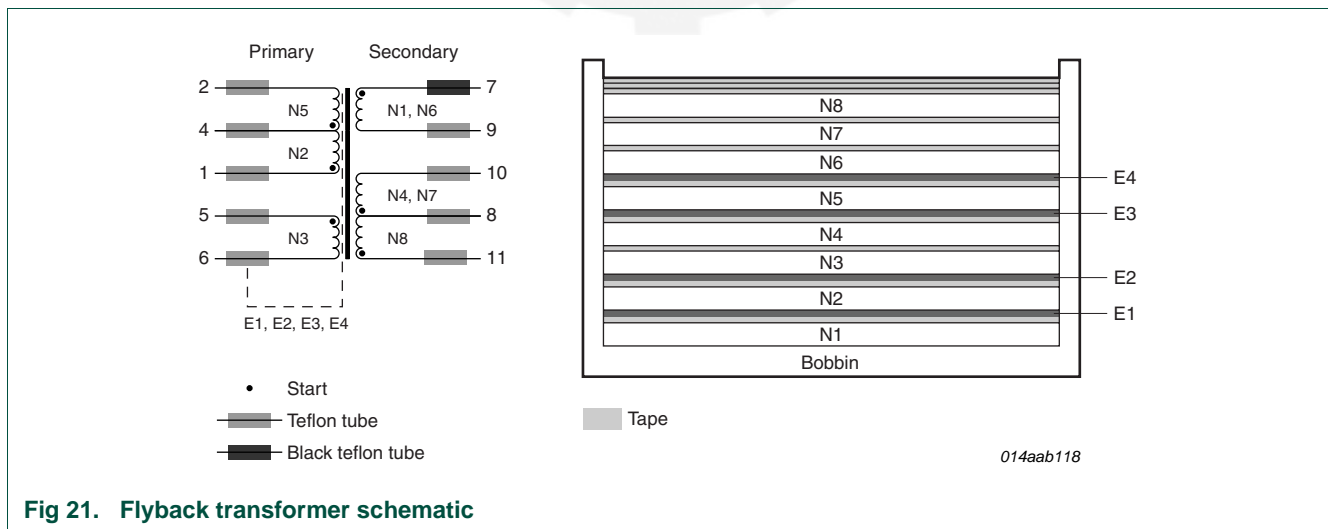 Primary Secondary
2 N5 N1, N6 7
4 9
N2
1 10
N4, N7
5 8
N3 N8
6 11
E1, E2, E3, E4
Start
Teflon tube
Black teflon tube
N8
N7
N6
E4
N5
E3
N4
N3
E2
N2
E1
N1
Bobbin
Tape
014aab118
Fig 21. Flyback transformer schematic